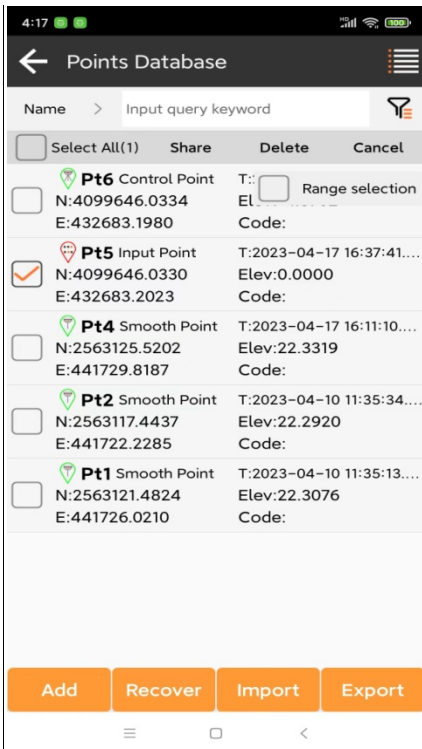 4:17 HD 100
Points Database
Name > Input query keyword
Select All(1) Share Delete Cancel
Pt6 Control Point T:
Range selection
N:4099646.0334
E:432683.1980 Code:
Pt5 Input Point T:2023-04-17 16:37:41....
N:4099646.0330 Elev:0.0000
E:432683.2023 Code:
Pt4 Smooth Point T:2023-04-17 16:11:10....
N:2563125.5202 Elev:22.3319
E:441729.8187 Code:
Pt2 Smooth Point T:2023-04-10 11:35:34....
N:2563117.4437 Elev:22.2920
E:441722.2285 Code:
Pt1 Smooth Point T:2023-04-10 11:35:13....
N:2563121.4824 Elev:22.3076
E:441726.0210 Code:
Add Recover Import Export